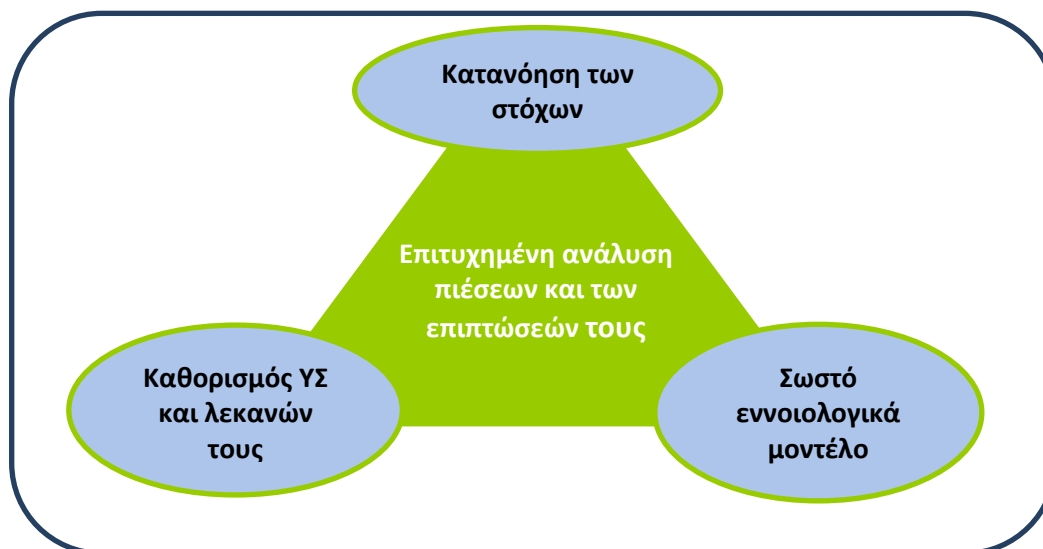 Κατανόηση των
στόχων
Επιτυχημένη ανάλυση
πιέσεων και των
επιπτώσεών τους
Καθορισμός ΥΣ
και λεκανών
τους
Σωστό
εννοιολογικά
μοντέλο